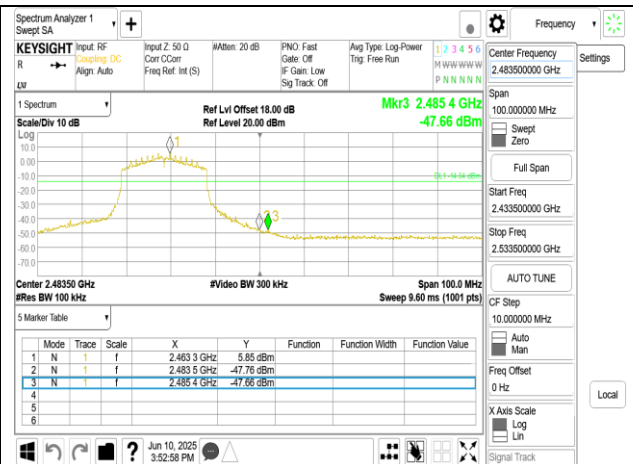 Spectrum Analyzer 1
Swept SA
Frequency
KEYSIGHT
Input: RF
Input Z: 50 Ω
#Atten: 20 dB
PNO: Fast
Avg Type: Log-Power
1 2 3 4 5 6
R
Coupling: DC
Corr CCorr
Gate: Off
Trig: Free Run
M W W W W W
Align: Auto
Freq Ref: Int (S)
IF Gain: Low
Sig Track: Off
P N N N N N
LXI
Center Frequency
2.483500000 GHz
Settings
1 Spectrum
Ref Lvl Offset 18.00 dB
Mkr3 2.485 4 GHz
Scale/Div 10 dB
Ref Level 20.00 dBm
-47.66 dBm
Log
10.0
0.00
-10.0
-20.0
-30.0
-40.0
-50.0
-60.0
-70.0
1
3
Center 2.48350 GHz
#Video BW 300 kHz
Span 100.0 MHz
#Res BW 100 kHz
Sweep 9.60 ms (1001 pts)
Span
100.000000 MHz
Swept
Zero
Full Span
Start Freq
2.433500000 GHz
Stop Freq
2.533500000 GHz
AUTO TUNE
CF Step
10.000000 MHz
Auto
Man
Freq Offset
0 Hz
X Axis Scale
Log
Lin
Signal Track
Local
5 Marker Table
Mode Trace Scale X Y Function Function Width Function Value
1 N 1 f 2.463 3 GHz 5.85 dBm
2 N 1 f 2.483 5 GHz -47.76 dBm
3 N 1 f 2.485 4 GHz -47.66 dBm
4
5
6
?
Jun 10, 2025
3:52:58 PM